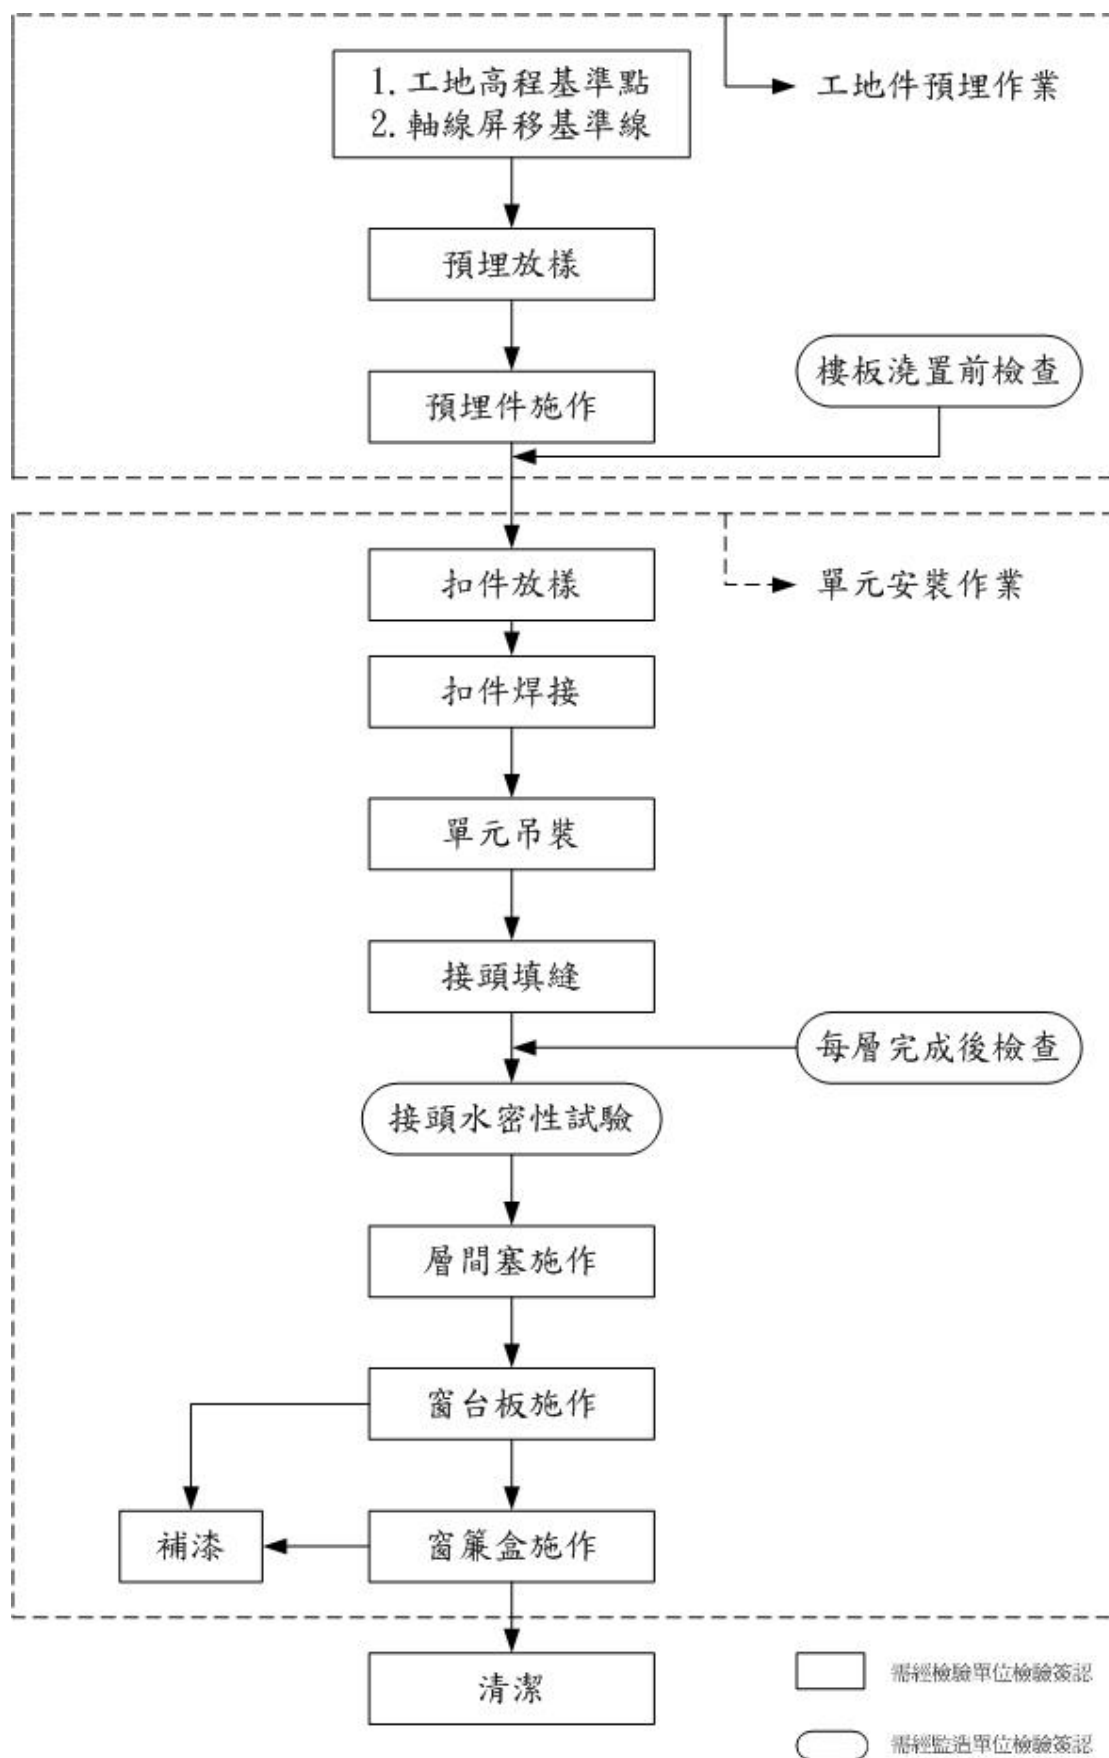 1.工地高程基準點
2.軸線屏移基準線
工地件預埋作業
預埋放樣
樓板澆置前檢查
預埋件施作
扣件放樣
單元安裝作業
扣件焊接
單元吊裝
接頭填縫
每層完成後檢查
接頭水密性試驗
層間塞施作
窗台板施作
補漆
窗簾盒施作
清潔
需經檢驗單位檢驗簽認
需經監造單位檢驗簽認